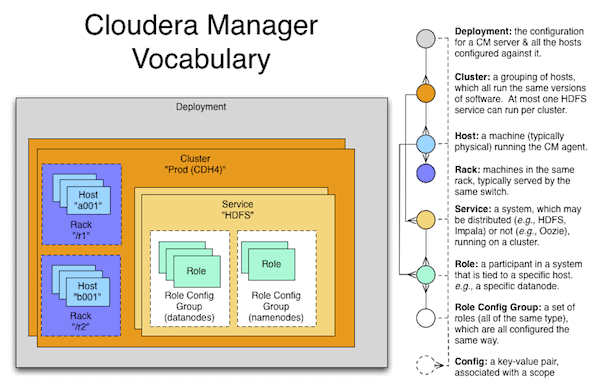 Cloudera Manager
Vocabulary
Deployment
Cluster
"Prod (CDH4)"
Host
"a001"
Rack
"/r1"
Host
"b001"
Rack
"/r2"
Service
"HDFS"
Role
Role Config
Group
(datanodes)
Role
Role Config
Group
(namenodes)
Deployment: the configuration
for a CM server & all the hosts
configured against it.
Cluster: a grouping of hosts,
which all run the same versions
of software. At most one HDFS
service can run per cluster.
Host: a machine (typically
physical) running the CM agent.
Rack: machines in the same
rack, typically served by the
same switch.
Service: a system, which may
be distributed (e.g., HDFS,
Impala) or not (e.g., Oozie),
running on a cluster.
Role: a participant in a system
that is tied to a specific host.
e.g., a specific datanode.
Role Config Group: a set of
roles (all of the same type),
which are all configured the
same way.
Config: a key-value pair,
associated with a scope